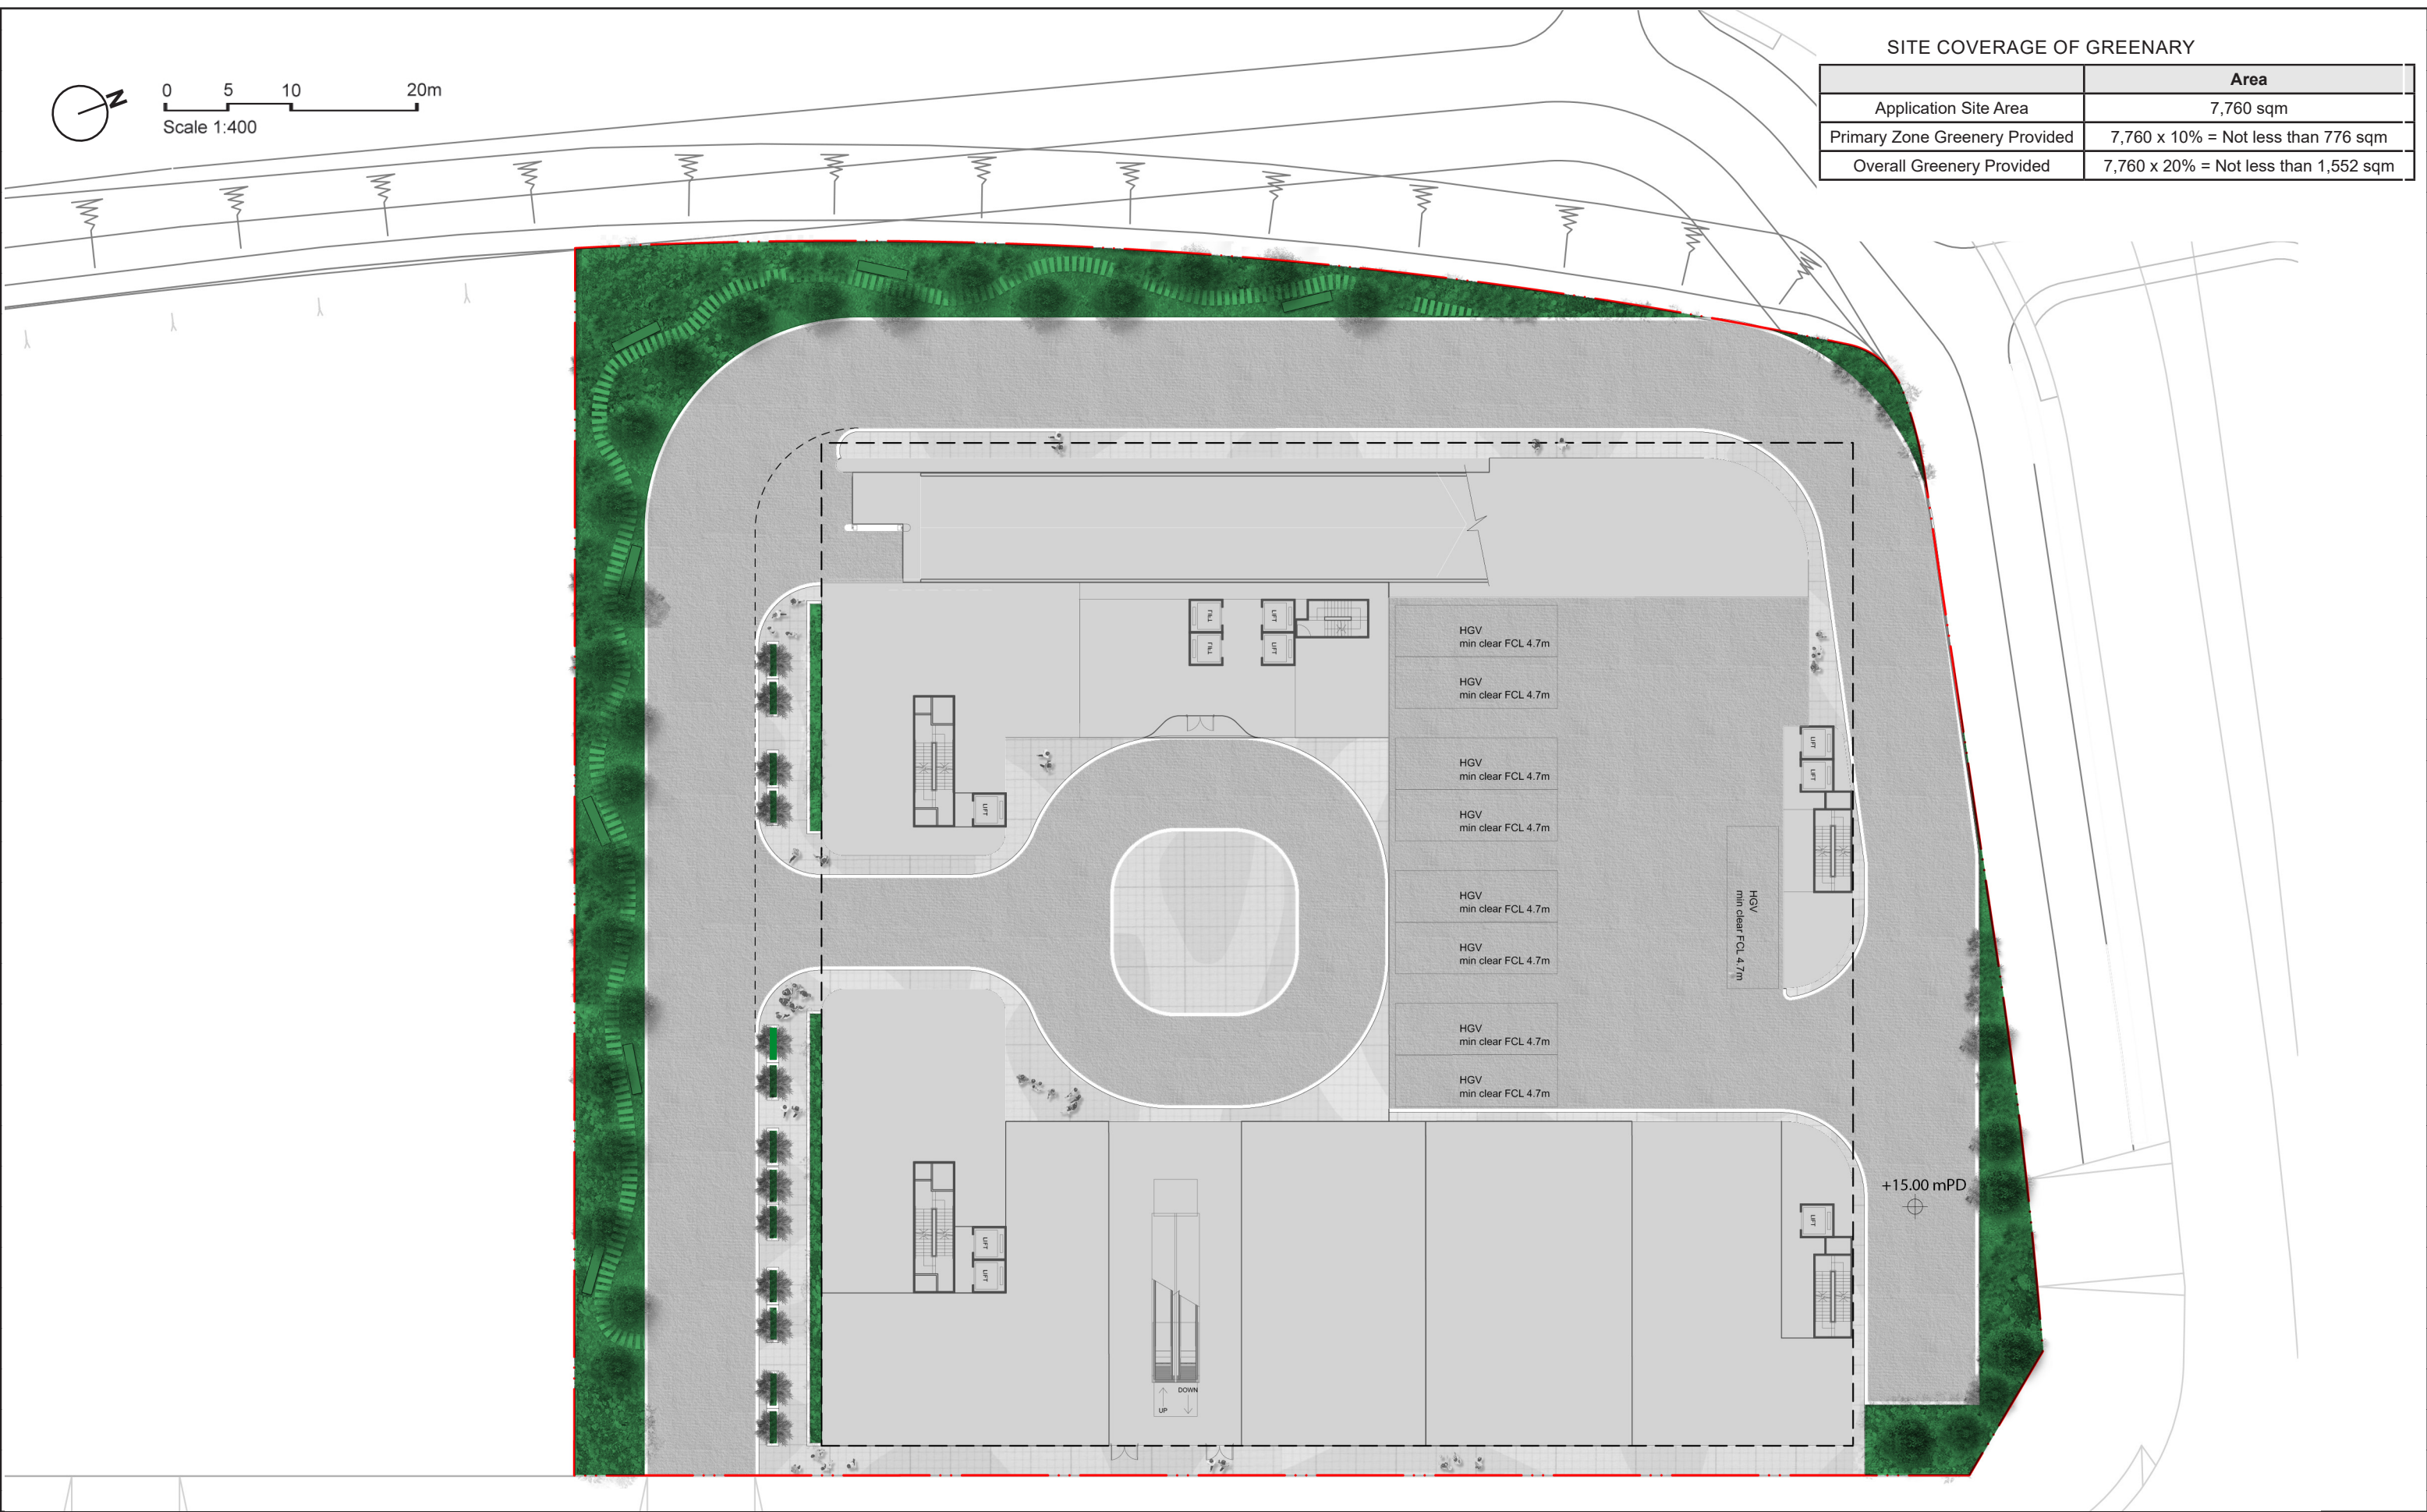 SITE COVERAGE OF GREENARY
Area
Application Site Area 7,760 sqm
Primary Zone Greenery Provided 7,760 x 10% = Not less than 776 sqm
Overall Greenery Provided 7,760 x 20% = Not less than 1,552 sqm
N
0 5 10 20m
Scale 1:400
LIFT
LIFT
LIFT
LIFT
HGV
min clear FCL 4.7m
HGV
min clear FCL 4.7m
HGV
min clear FCL 4.7m
HGV
min clear FCL 4.7m
HGV
min clear FCL 4.7m
HGV
min clear FCL 4.7m
HGV
min clear FCL 4.7m
HGV
min clear FCL 4.7m
LIFT
LIFT
LIFT
HGV
min clear FCL 4.7m
+15.00 mPD
LIFT
LIFT
LIFT
UP
DOWN